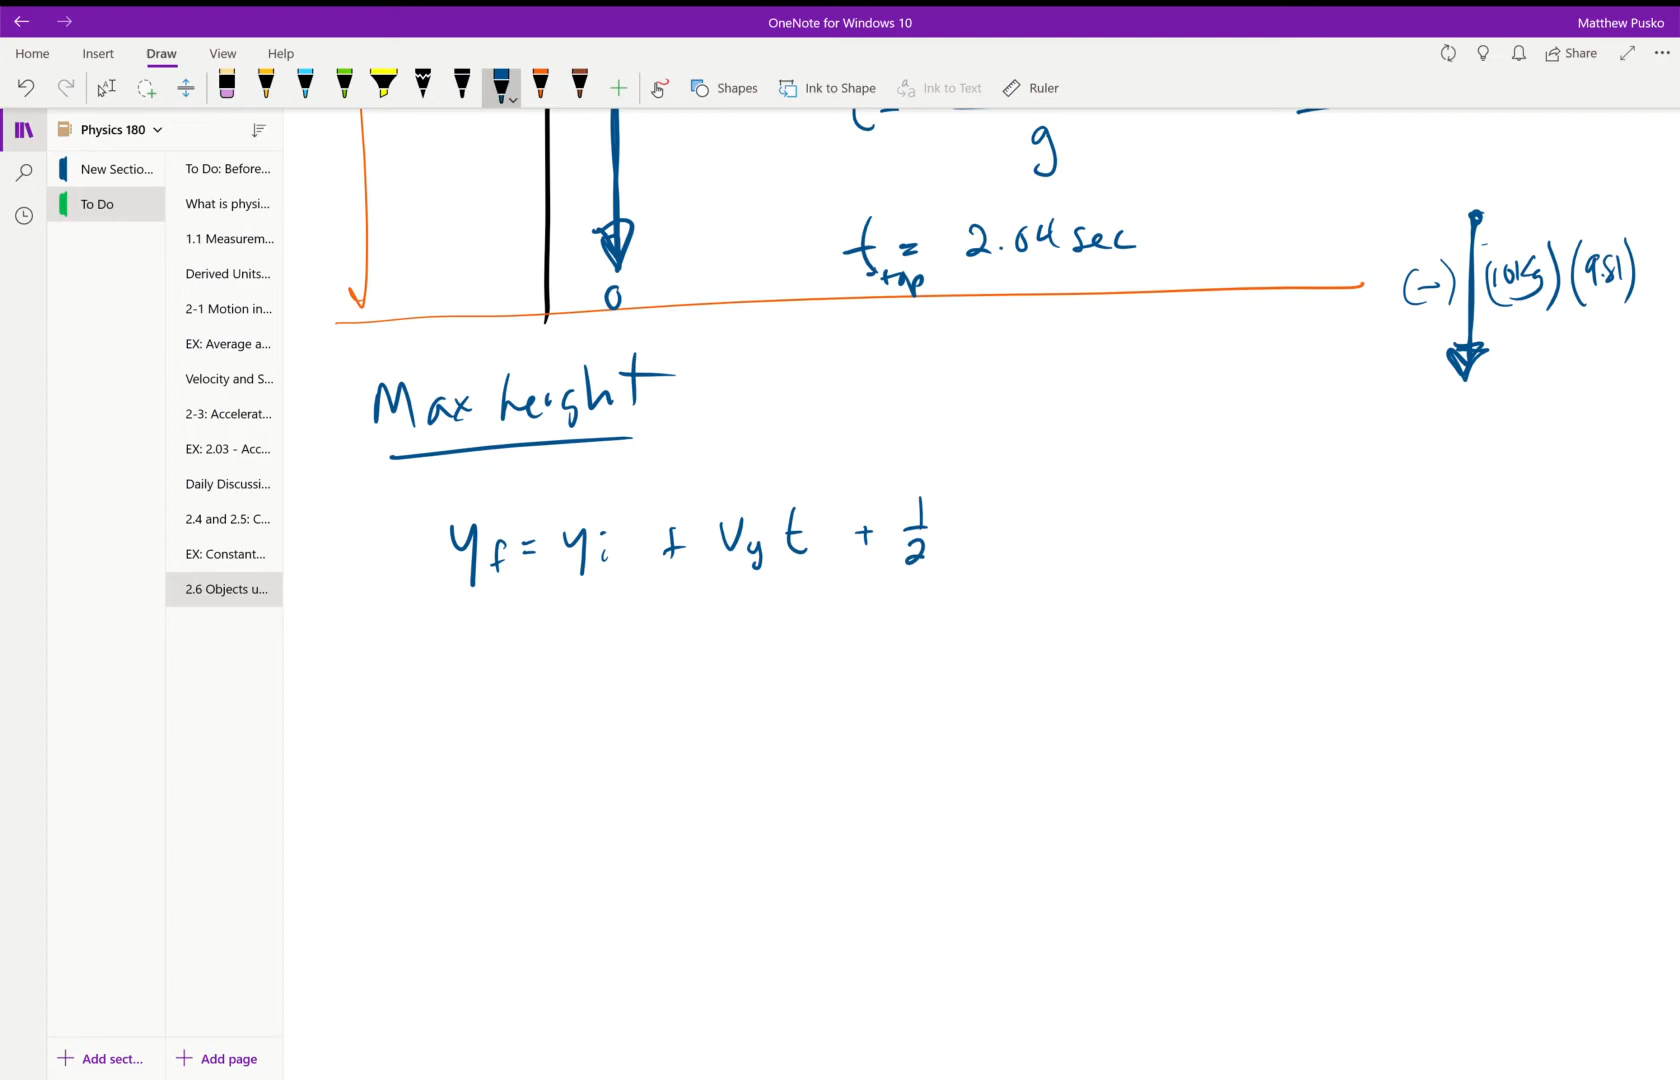 OneNote for Windows 10
Matthew Pusko
Home Insert Draw View Help
Share
Shapes Ink to Shape Ink to Text Ruler
Physics 180
New Sectio...
To Do
To Do: Before...
What is physi...
1.1 Measurem...
Derived Units...
2-1 Motion in...
EX: Average a...
Velocity and S...
2-3: Accelerat...
EX: 2.03 - Acc...
Daily Discussi...
2.4 and 2.5: C...
EX: Constant...
2.6 Objects u...
Add sect...
Add page
g
t_top = 2.04 sec
0
(-) (10kg) (9.81)
Max height
y_f = y_i + v_y t + 1/2